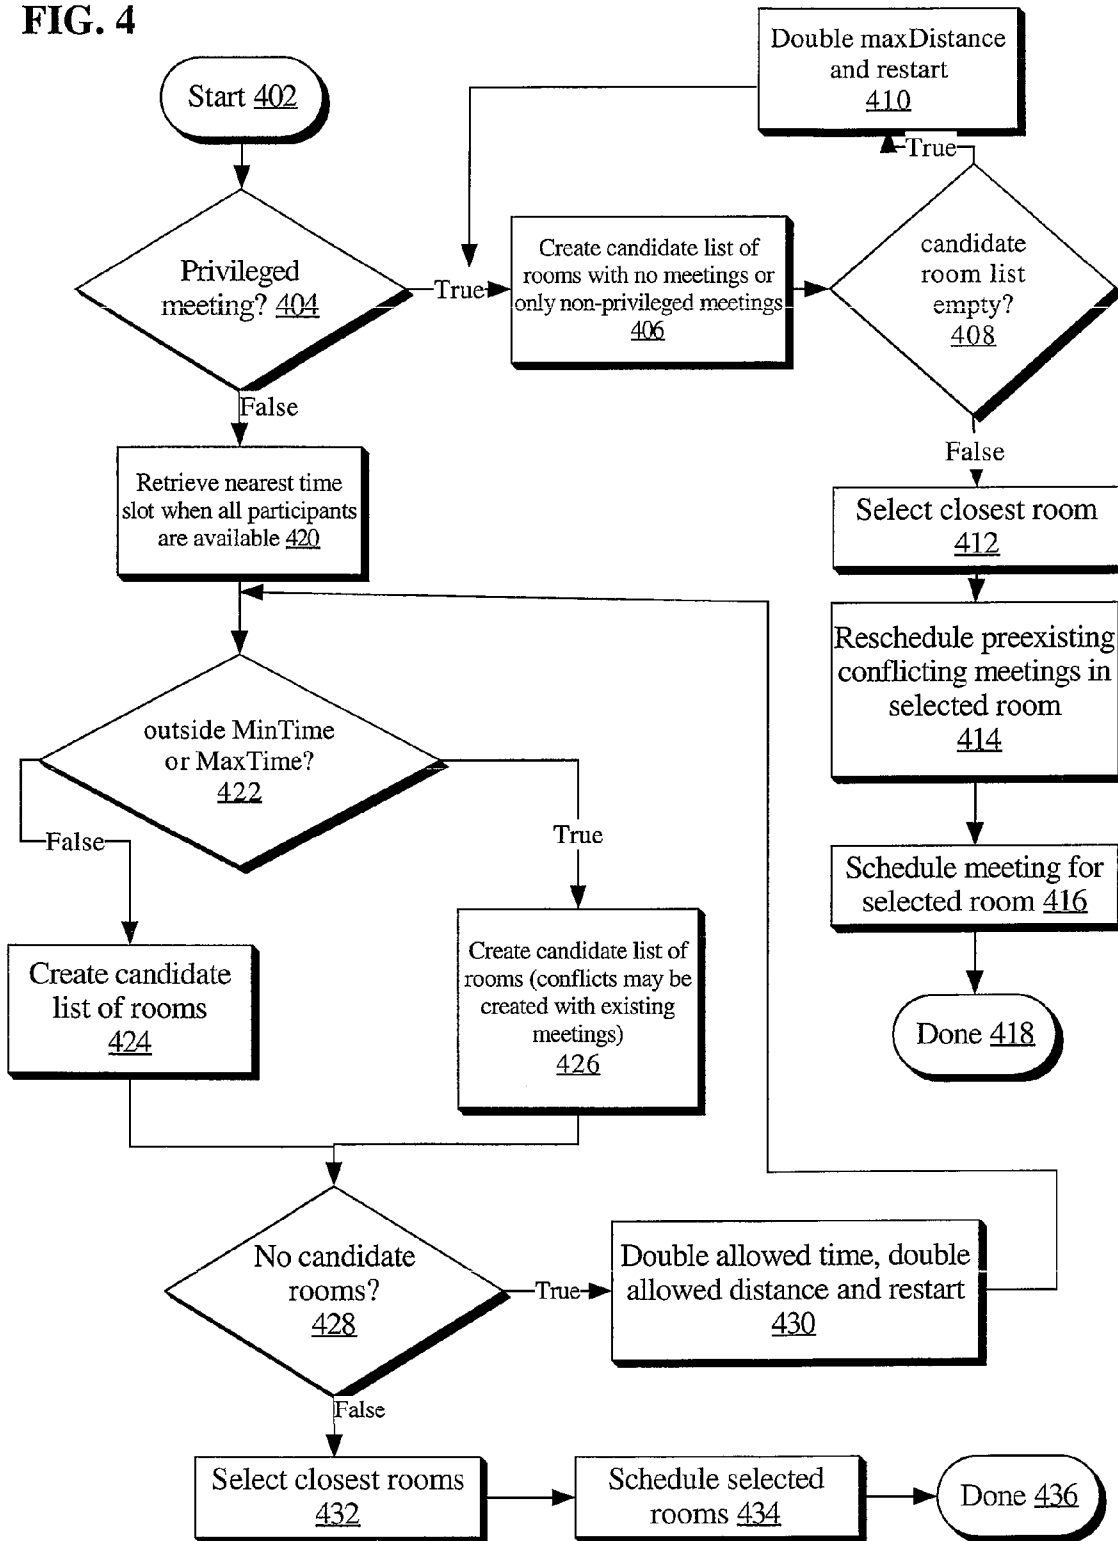 FIG. 4
Start 402
Double maxDistance
and restart
410
True
Privileged
meeting? 404
True
Create candidate list of
rooms with no meetings or
only non-privileged meetings
406
candidate
room list
empty?
408
False
False
Retrieve nearest time
slot when all participants
are available 420
Select closest room
412
Reschedule preexisting
conflicting meetings in
selected room
414
outside MinTime
or MaxTime?
422
False
True
Schedule meeting for
selected room 416
Create candidate
list of rooms
424
Create candidate list of
rooms (conflicts may be
created with existing
meetings)
426
Done 418
No candidate
rooms?
428
True
Double allowed time, double
allowed distance and restart
430
False
Select closest rooms
432
Schedule selected
rooms 434
Done 436